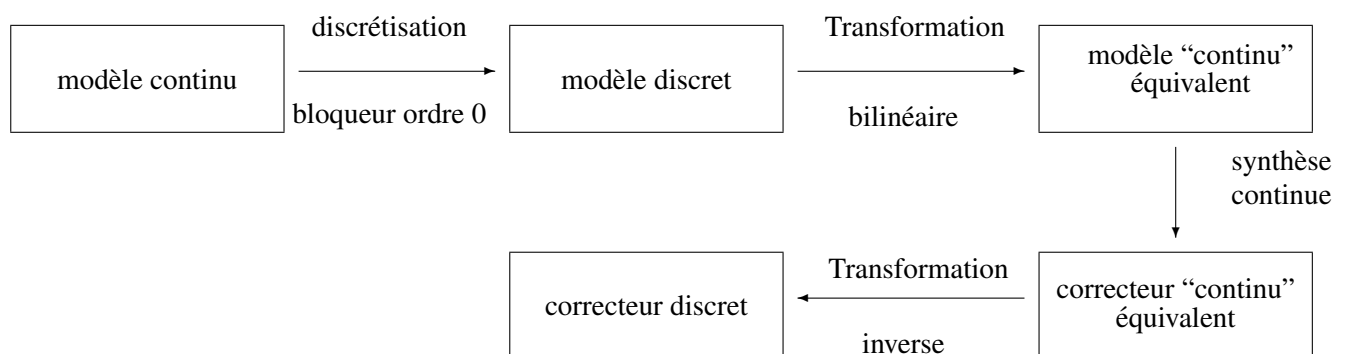 discrétisation
Transformation
modèle continu
modèle discret
modèle “continu”
équivalent
bloqueur ordre 0
bilinéaire
synthèse
continue
Transformation
correcteur discret
correcteur “continu”
équivalent
inverse